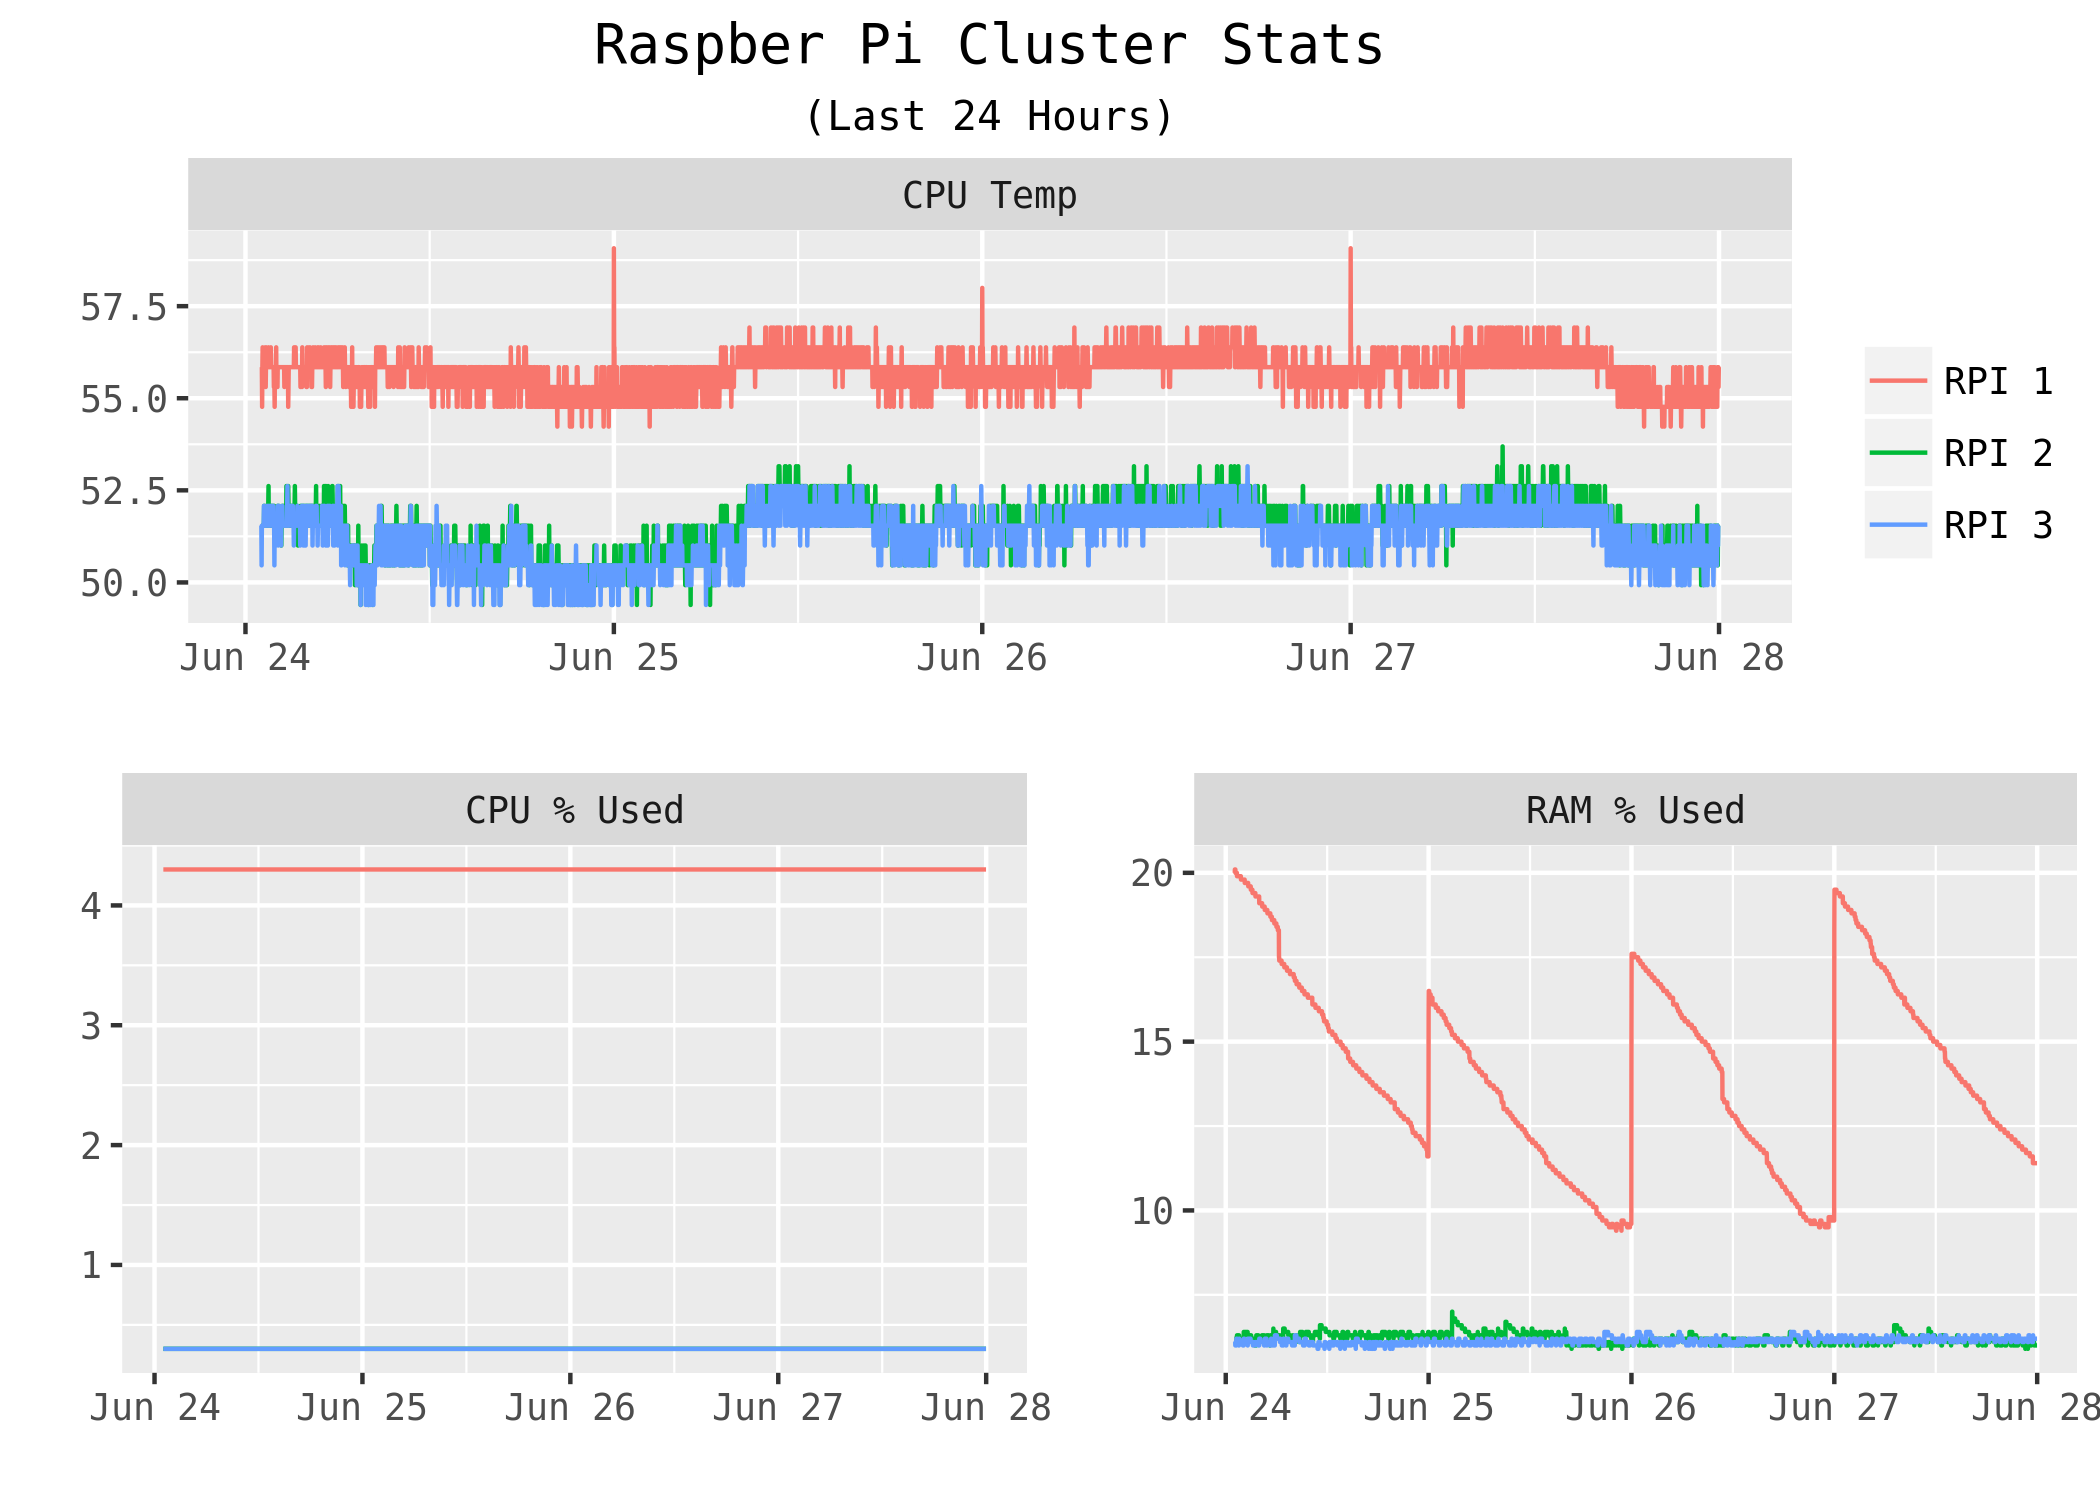 Raspber Pi Cluster Stats
(Last 24 Hours)
CPU Temp
57.5
55.0
52.5
50.0
Jun 24 Jun 25 Jun 26 Jun 27 Jun 28
RPI 1
RPI 2
RPI 3
CPU % Used
4
3
2
1
Jun 24 Jun 25 Jun 26 Jun 27 Jun 28
RAM % Used
20
15
10
Jun 24 Jun 25 Jun 26 Jun 27 Jun 28